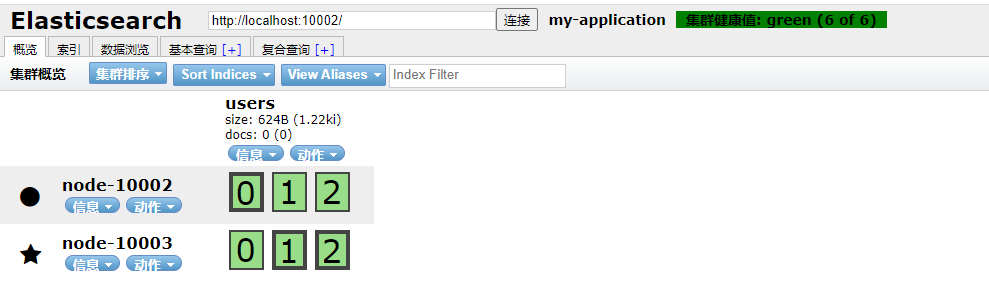 Elasticsearch http://localhost:10002/ 连接 my-application 集群健康值: green (6 of 6)
概览 索引 数据浏览 基本查询 [+] 复合查询 [+]
集群概览 集群排序 Sort Indices View Aliases Index Filter
users
size: 624B (1.22ki)
docs: 0 (0)
信息 动作
node-10002 0 1 2
信息 动作
node-10003 0 1 2
信息 动作